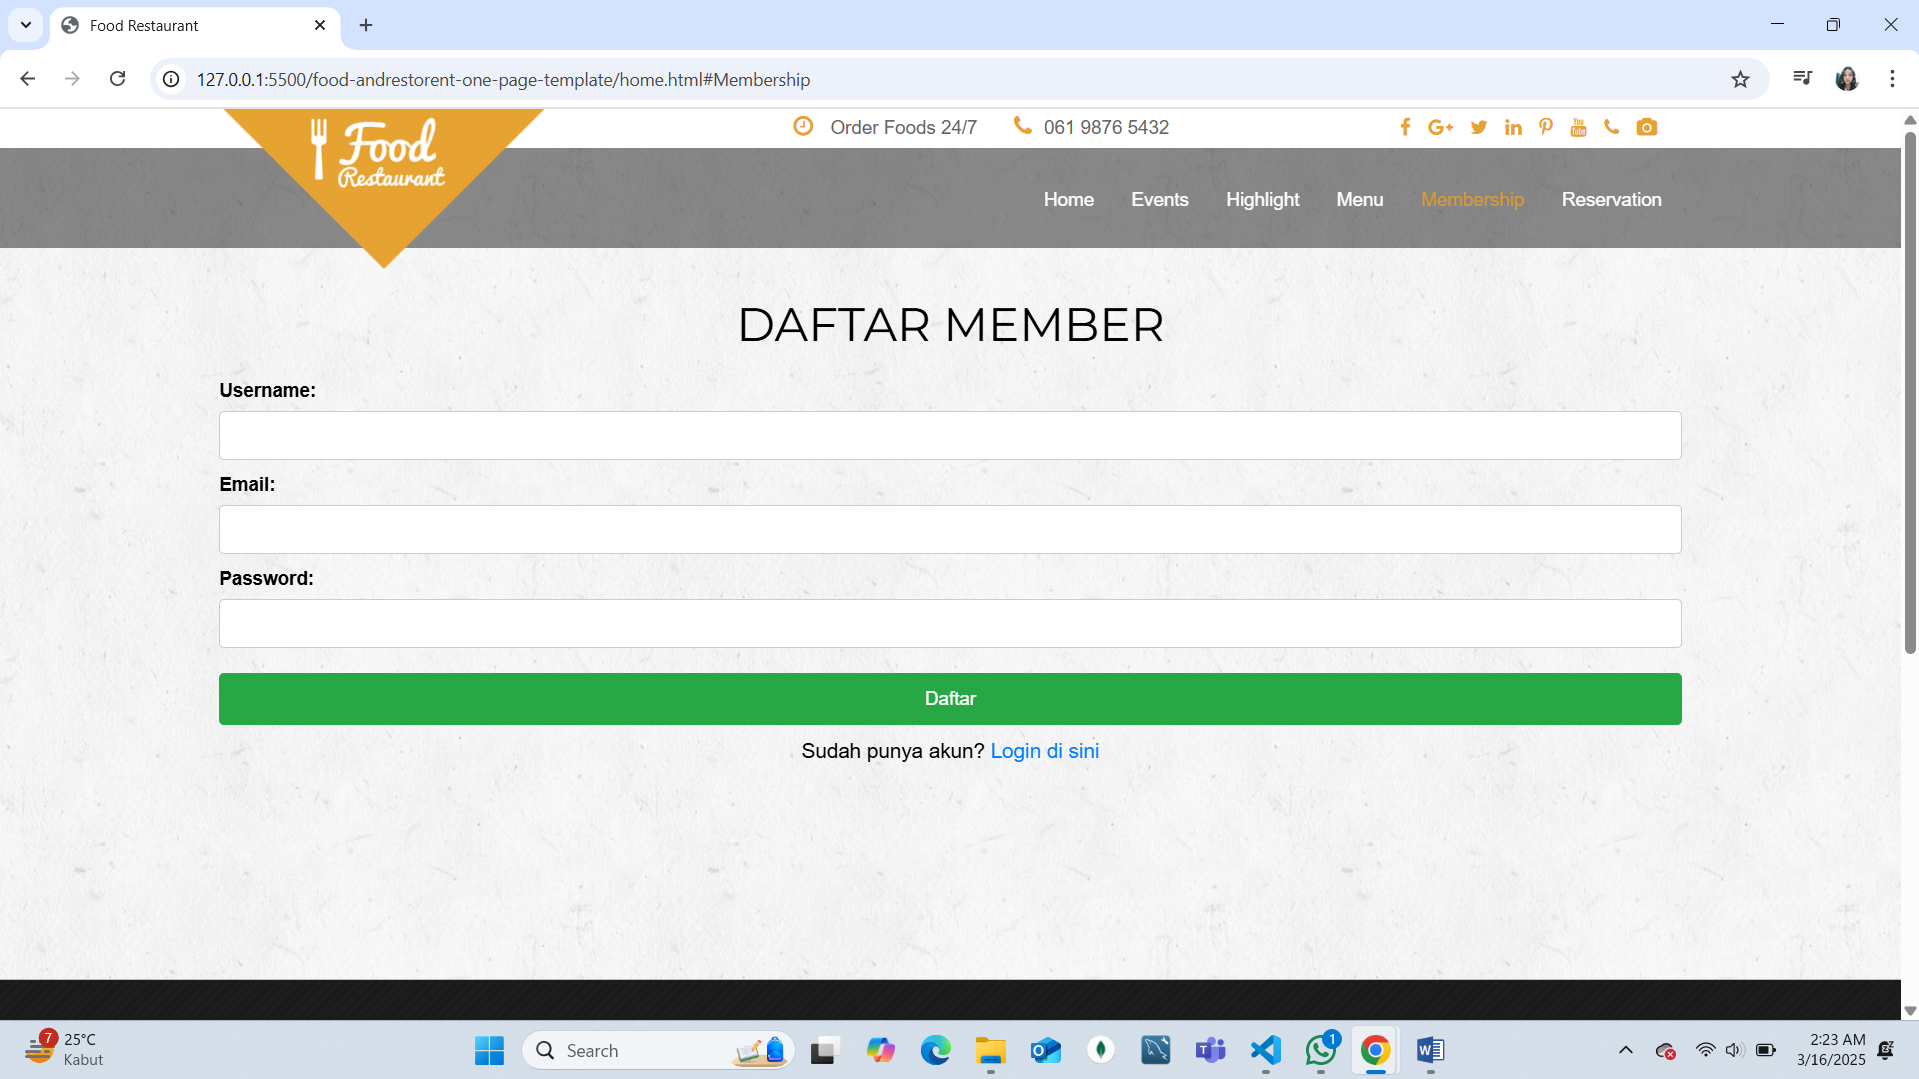 Food Restaurant
127.0.0.1:5500/food-andrestorent-one-page-template/home.html#Membership
Food
Restaurant
Order Foods 24/7
061 9876 5432
You
Tube
Home
Events
Highlight
Menu
Membership
Reservation
DAFTAR MEMBER
Username:
Email:
Password:
Daftar
Sudah punya akun? Login di sini
7
25°C
Kabut
Search
1
2:23 AM
3/16/2025